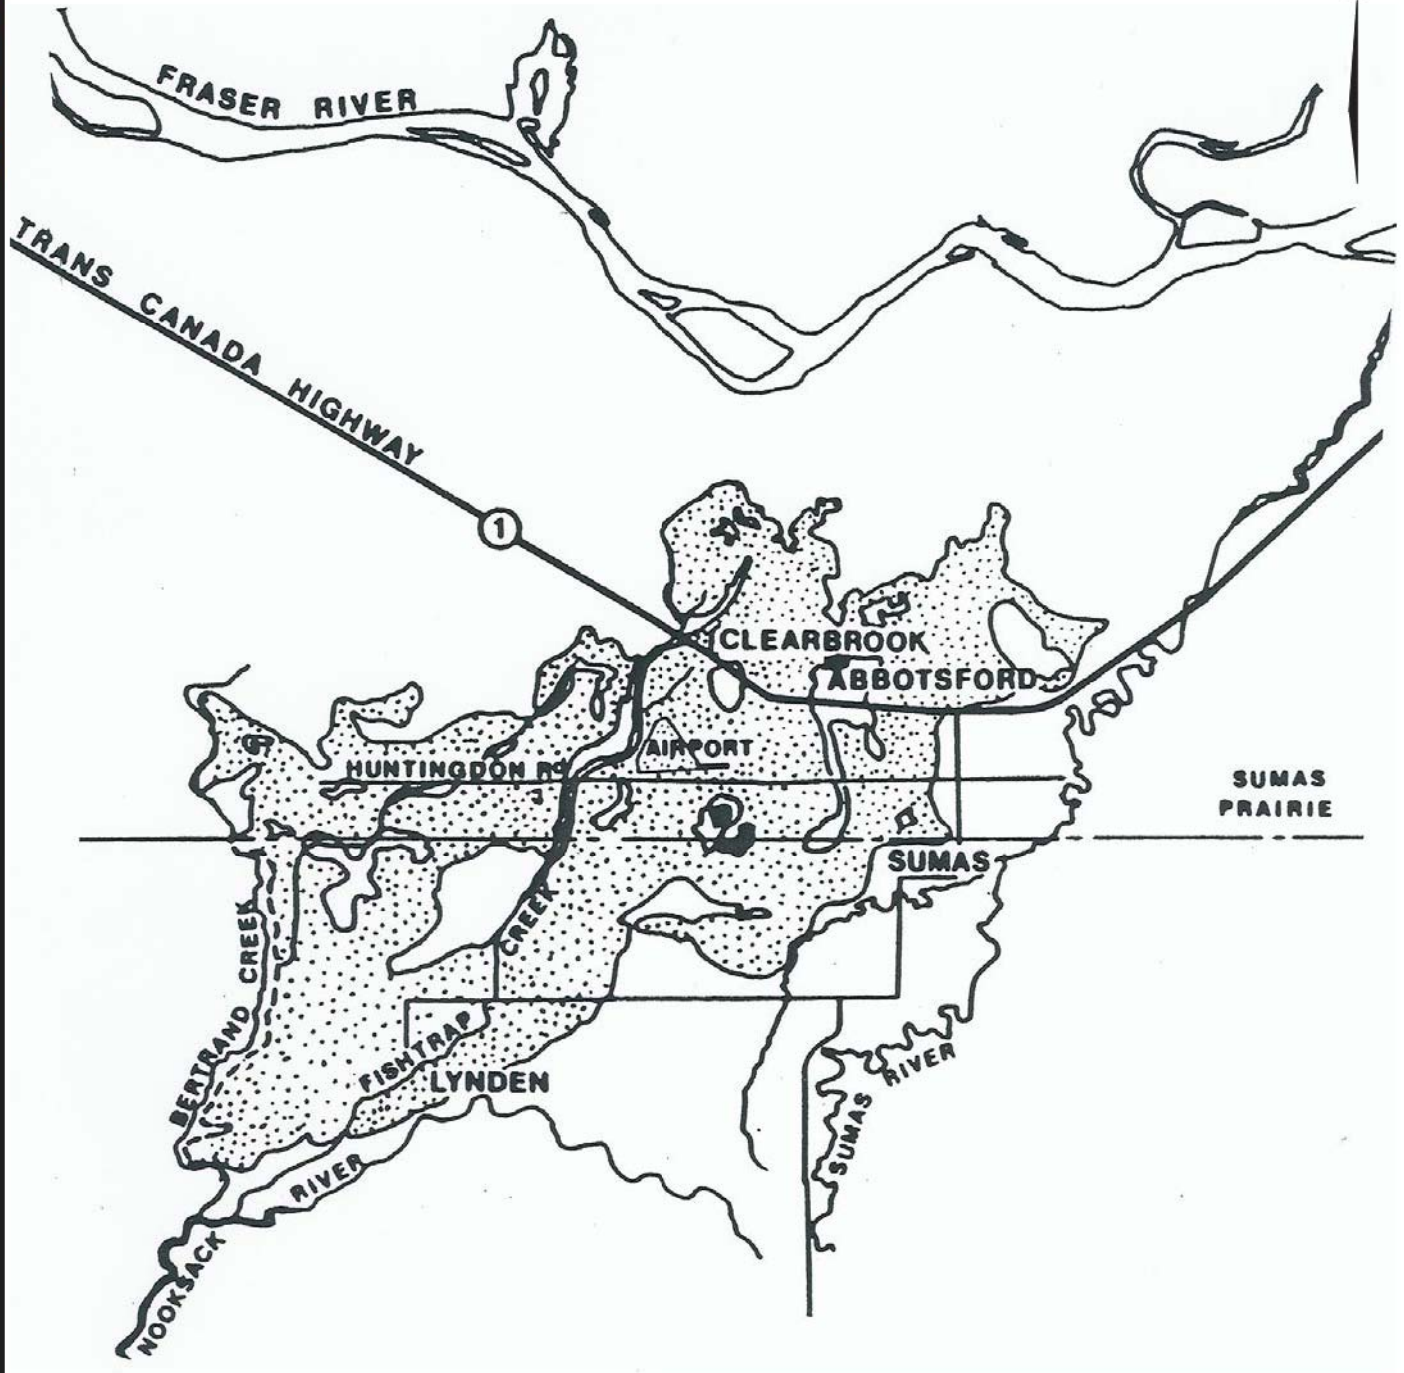 FRASER RIVER
TRANS CANADA HIGHWAY
1
CLEARBROOK
ABBOTSFORD
AIRPORT
HUNTINGDON Rd
SUMAS
PRAIRIE
SUMAS
BERTRAND CREEK
CREEK
FISHTRAP
LYNDEN
SUMAS RIVER
RIVER
NOOKSACK